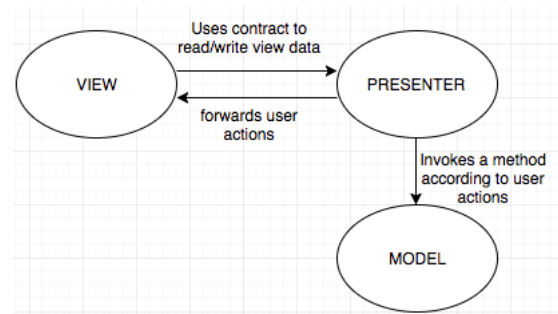 Uses contract to
read/write view data
VIEW
PRESENTER
forwards user
actions
Invokes a method
according to user
actions
MODEL